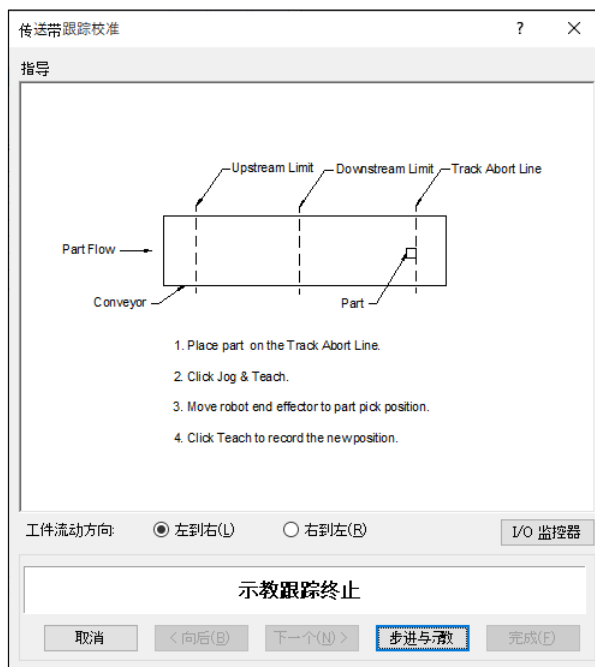 传送带跟踪校准
?
指导
Upstream Limit
Downstream Limit
Track Abort Line
Part Flow
Conveyor
Part
1. Place part on the Track Abort Line.
2. Click Jog & Teach.
3. Move robot end effector to part pick position.
4. Click Teach to record the newposition.
工件流动方向:
左到右(L)
右到左(R)
I/O 监控器
示教跟踪终止
取消
< 向后(B)
下一个(N) >
步进与示教
完成(F)